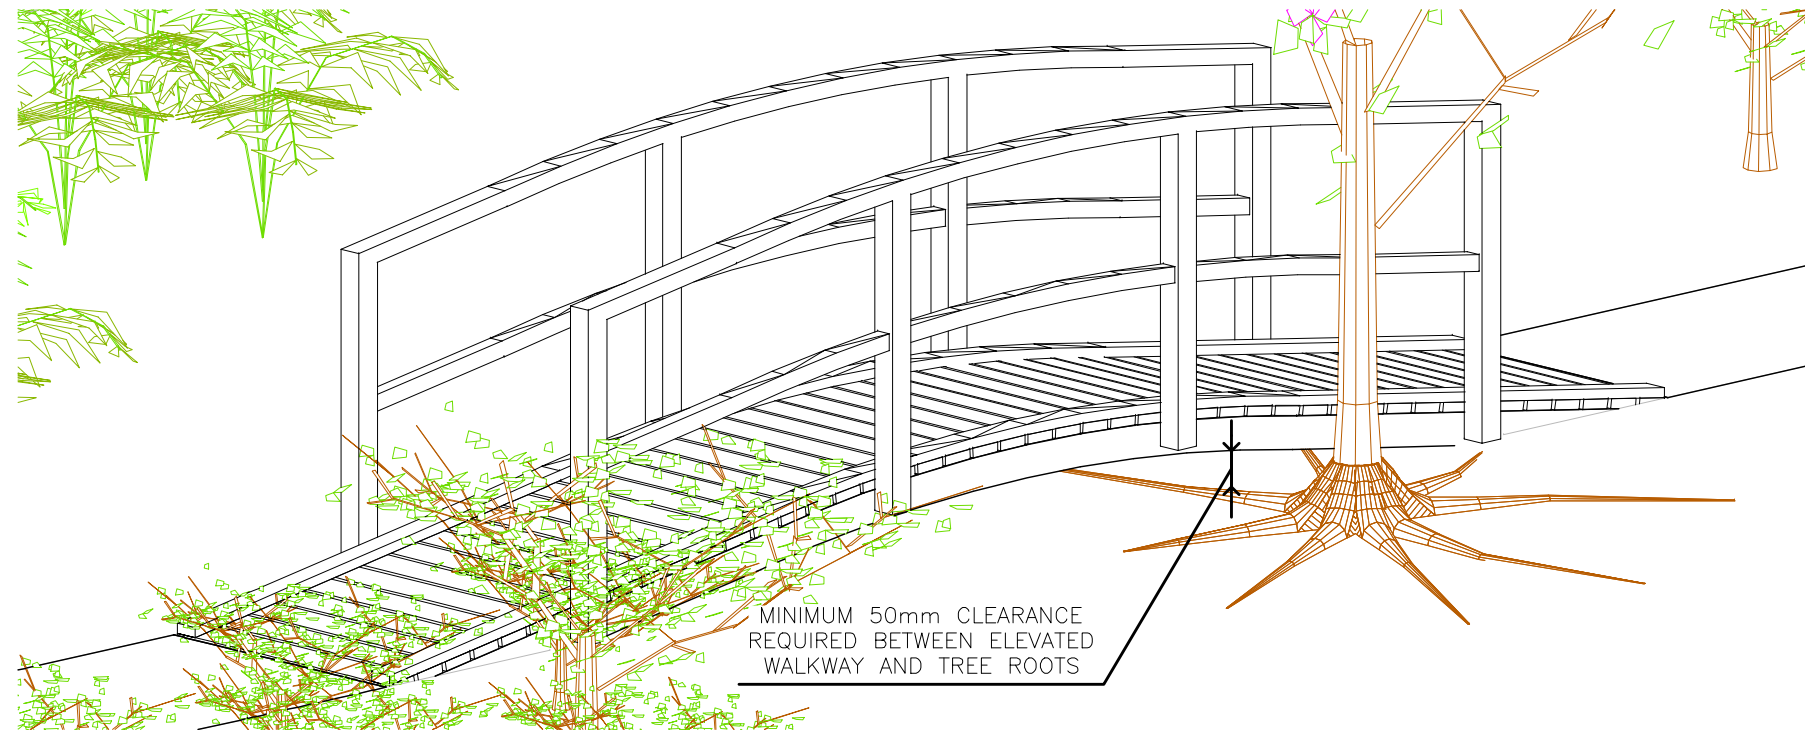 MINIMUM 50mm CLEARANCE
REQUIRED BETWEEN ELEVATED
WALKWAY AND TREE ROOTS